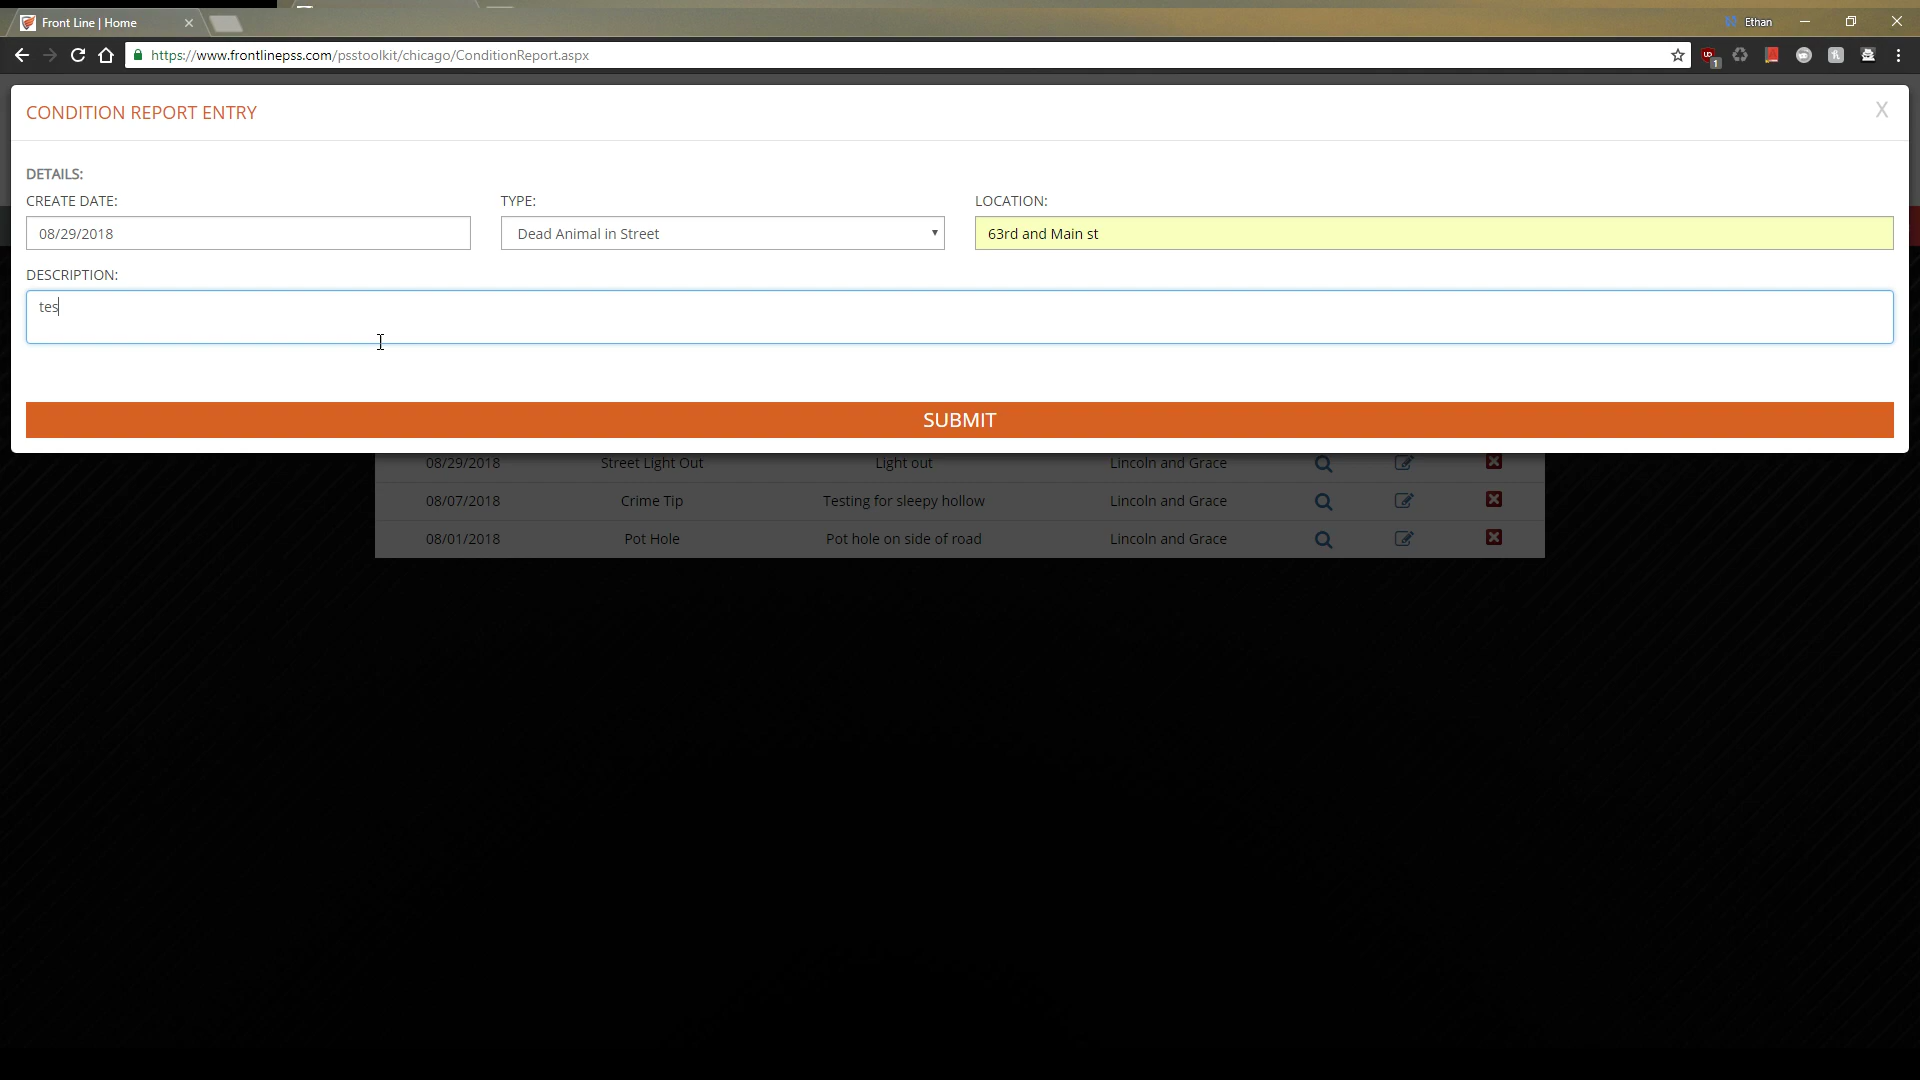 Front Line | Home
Ethan
https://www.frontlinepss.com/psstoolkit/chicago/ConditionReport.aspx
1
CONDITION REPORT ENTRY
X
DETAILS:
CREATE DATE:
TYPE:
LOCATION:
08/29/2018
Dead Animal in Street
63rd and Main st
DESCRIPTION:
tes
SUBMIT
08/29/2018 Street Light Out Light out Lincoln and Grace
08/07/2018 Crime Tip Testing for sleepy hollow Lincoln and Grace
08/01/2018 Pot Hole Pot hole on side of road Lincoln and Grace